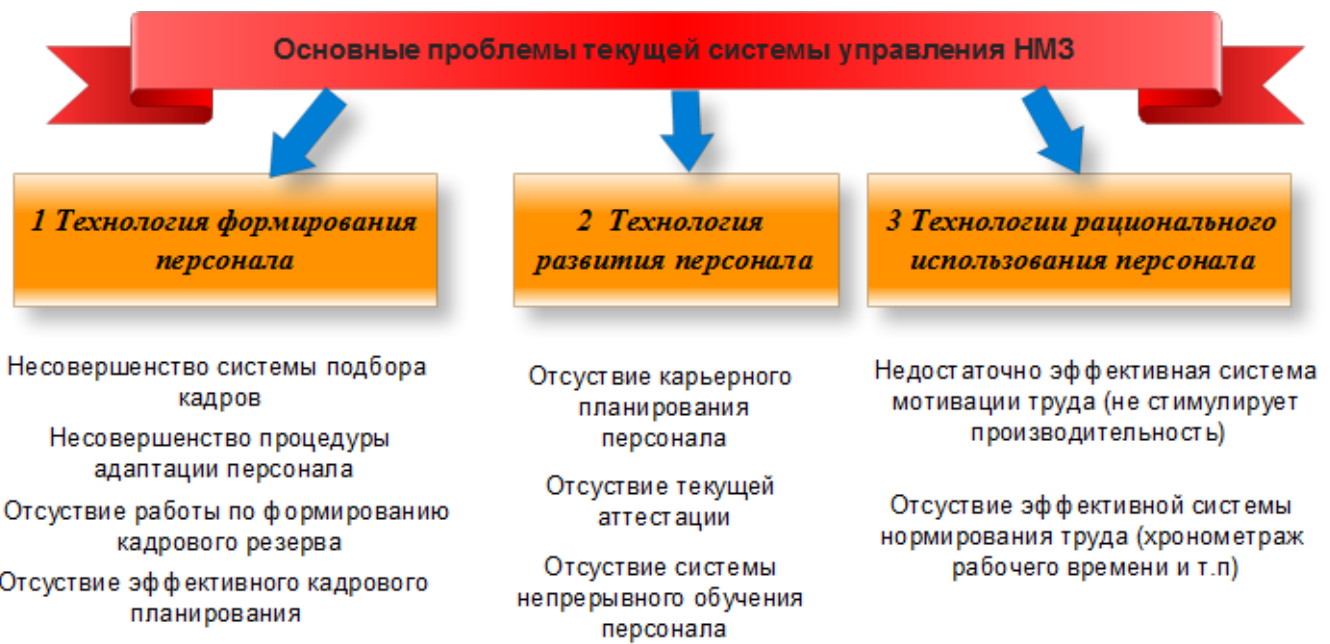 Основные проблемы текущей системы управления НМЗ
1 Технология формирования
персонала
Несовершенство системы подбора
кадров
Несовершенство процедуры
адаптации персонала
Отсуствие работы по формированию
кадрового резерва
Отсуствие эффективного кадрового
планирования
2 Технология
развития персонала
Отсуствие карьерного
планирования
персонала
Отсуствие текущей
аттестации
Отсуствие системы
непрерывного обучения
персонала
3 Технологии рационального
использования персонала
Недостаточно эффективная система
мотивации труда (не стимулирует
производительность)
Отсуствие эффективной системы
нормирования труда (хронометраж
рабочего времени и т.п)